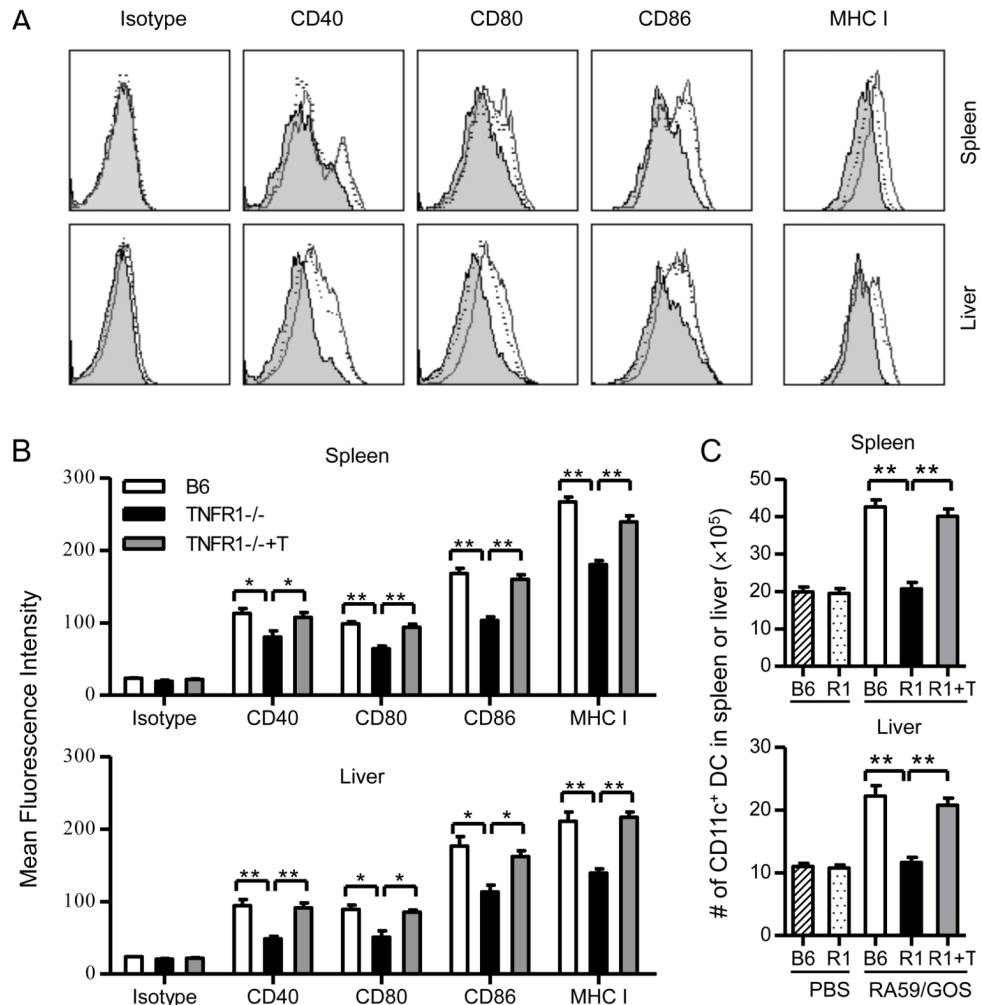 A
Isotype CD40 CD80 CD86 MHC I
Spleen
Liver
B
Spleen
Mean Fluorescence Intensity
300
200
100
0
B6
TNFR1-/-
TNFR1-/-+T
* * ** ** ** ** ** **
Isotype CD40 CD80 CD86 MHC I
Liver
300
200
100
0
** ** * * * * ** **
Isotype CD40 CD80 CD86 MHC I
C
Spleen
# of CD11c+ DC in spleen or liver (×10⁵)
50
40
30
20
10
0
** **
B6 R1 B6 R1 R1+T
Liver
30
20
10
0
** **
B6 R1 B6 R1 R1+T
PBS RA59/GOS